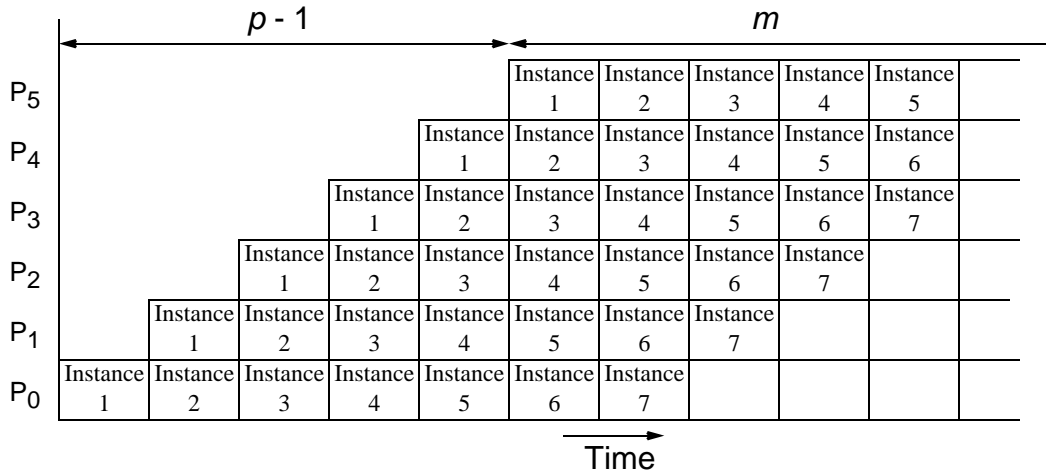 p - 1 m
P5 Instance 1 Instance 2 Instance 3 Instance 4 Instance 5
P4 Instance 1 Instance 2 Instance 3 Instance 4 Instance 5 Instance 6
P3 Instance 1 Instance 2 Instance 3 Instance 4 Instance 5 Instance 6 Instance 7
P2 Instance 1 Instance 2 Instance 3 Instance 4 Instance 5 Instance 6 Instance 7
P1 Instance 1 Instance 2 Instance 3 Instance 4 Instance 5 Instance 6 Instance 7
P0 Instance 1 Instance 2 Instance 3 Instance 4 Instance 5 Instance 6 Instance 7
Time